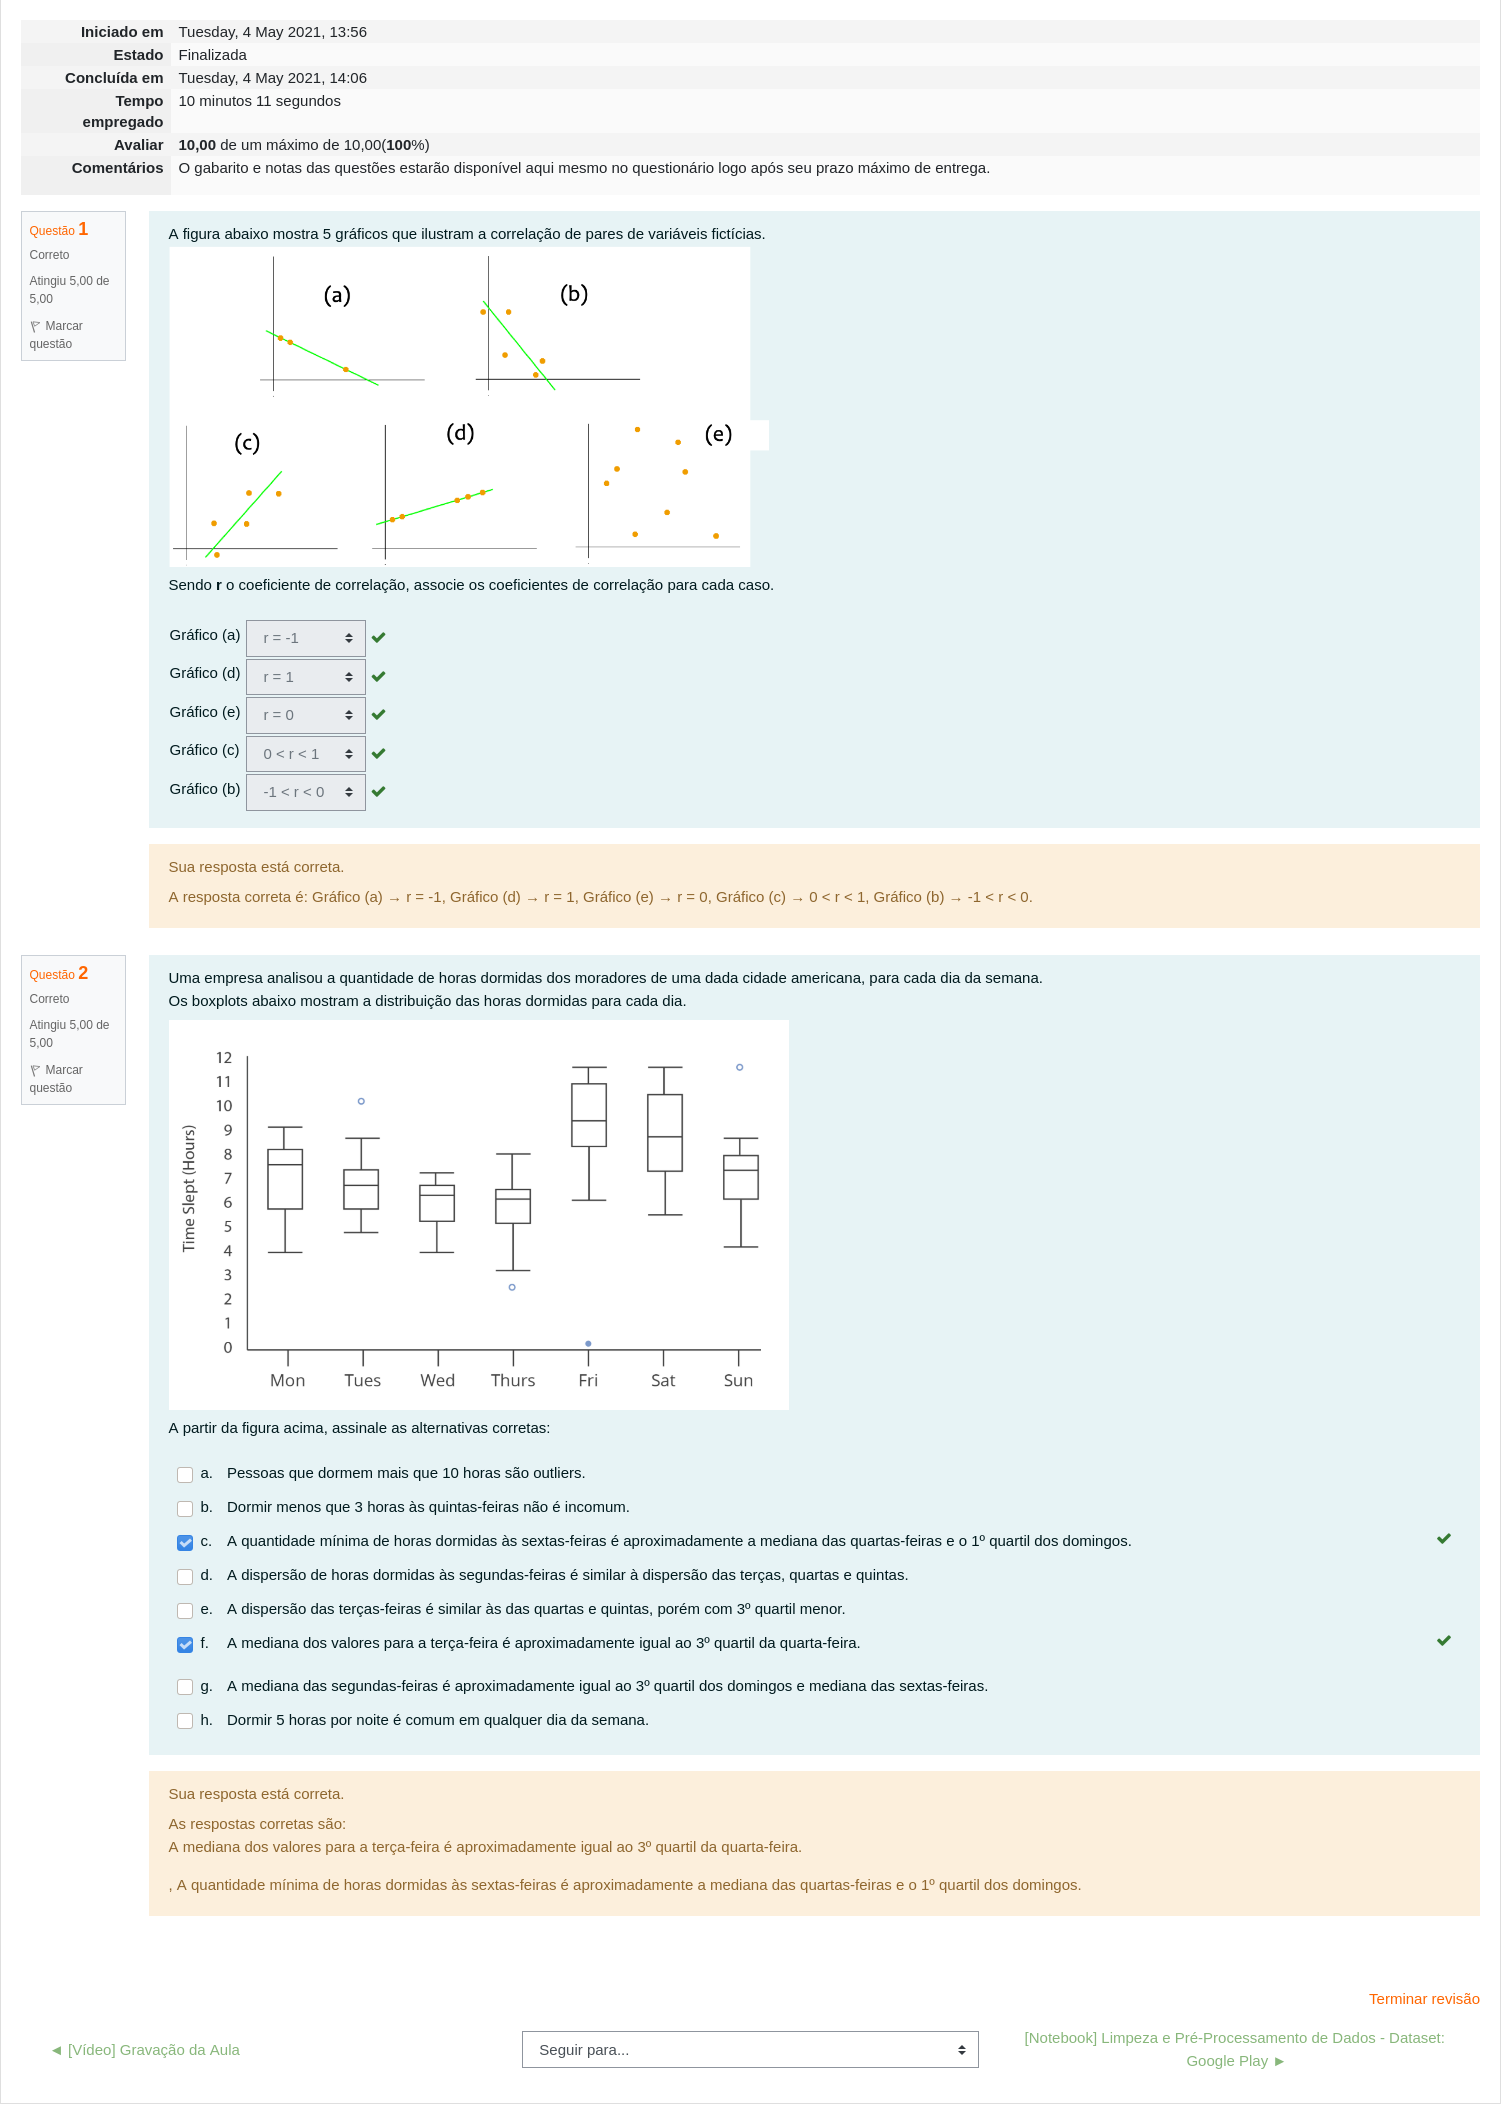 Iniciado em Tuesday, 4 May 2021, 13:56
Estado Finalizada
Concluída em Tuesday, 4 May 2021, 14:06
Tempo empregado 10 minutos 11 segundos
Avaliar 10,00 de um máximo de 10,00(100%)
Comentários O gabarito e notas das questões estarão disponível aqui mesmo no questionário logo após seu prazo máximo de entrega.
Questão 1
Correto
Atingiu 5,00 de
5,00
Marcar
questão
A figura abaixo mostra 5 gráficos que ilustram a correlação de pares de variáveis fictícias.
(a)
(b)
(c)
(d)
(e)
Sendo r o coeficiente de correlação, associe os coeficientes de correlação para cada caso.
Gráfico (a) r = -1
Gráfico (d) r = 1
Gráfico (e) r = 0
Gráfico (c) 0 < r < 1
Gráfico (b) -1 < r < 0
Sua resposta está correta.
A resposta correta é: Gráfico (a) → r = -1, Gráfico (d) → r = 1, Gráfico (e) → r = 0, Gráfico (c) → 0 < r < 1, Gráfico (b) → -1 < r < 0.
Questão 2
Correto
Atingiu 5,00 de
5,00
Marcar
questão
Uma empresa analisou a quantidade de horas dormidas dos moradores de uma dada cidade americana, para cada dia da semana.
Os boxplots abaixo mostram a distribuição das horas dormidas para cada dia.
Time Slept (Hours)
12
11
10
9
8
7
6
5
4
3
2
1
0
Mon Tues Wed Thurs Fri Sat Sun
A partir da figura acima, assinale as alternativas corretas:
a. Pessoas que dormem mais que 10 horas são outliers.
b. Dormir menos que 3 horas às quintas-feiras não é incomum.
c. A quantidade mínima de horas dormidas às sextas-feiras é aproximadamente a mediana das quartas-feiras e o 1º quartil dos domingos.
d. A dispersão de horas dormidas às segundas-feiras é similar à dispersão das terças, quartas e quintas.
e. A dispersão das terças-feiras é similar às das quartas e quintas, porém com 3º quartil menor.
f. A mediana dos valores para a terça-feira é aproximadamente igual ao 3º quartil da quarta-feira.
g. A mediana das segundas-feiras é aproximadamente igual ao 3º quartil dos domingos e mediana das sextas-feiras.
h. Dormir 5 horas por noite é comum em qualquer dia da semana.
Sua resposta está correta.
As respostas corretas são:
A mediana dos valores para a terça-feira é aproximadamente igual ao 3º quartil da quarta-feira.
, A quantidade mínima de horas dormidas às sextas-feiras é aproximadamente a mediana das quartas-feiras e o 1º quartil dos domingos.
Terminar revisão
◄ [Vídeo] Gravação da Aula
Seguir para...
[Notebook] Limpeza e Pré-Processamento de Dados - Dataset:
Google Play ►